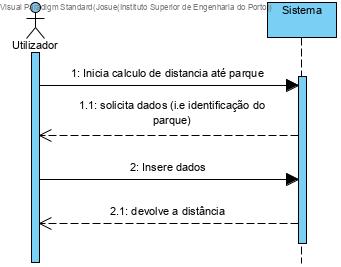 Visual Paradigm Standard(Josue(Instituto Superior de Engenharia do Porto))
Sistema
Utilizador
1: Inicia calculo de distancia até parque
1.1: solicita dados (i.e identificação do
parque)
2: Insere dados
2.1: devolve a distância